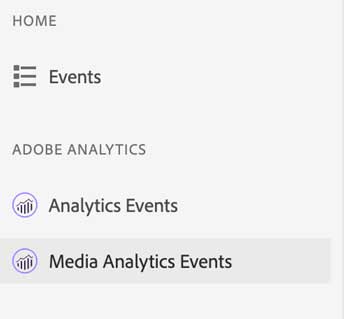 HOME
Events
ADOBE ANALYTICS
Analytics Events
Media Analytics Events